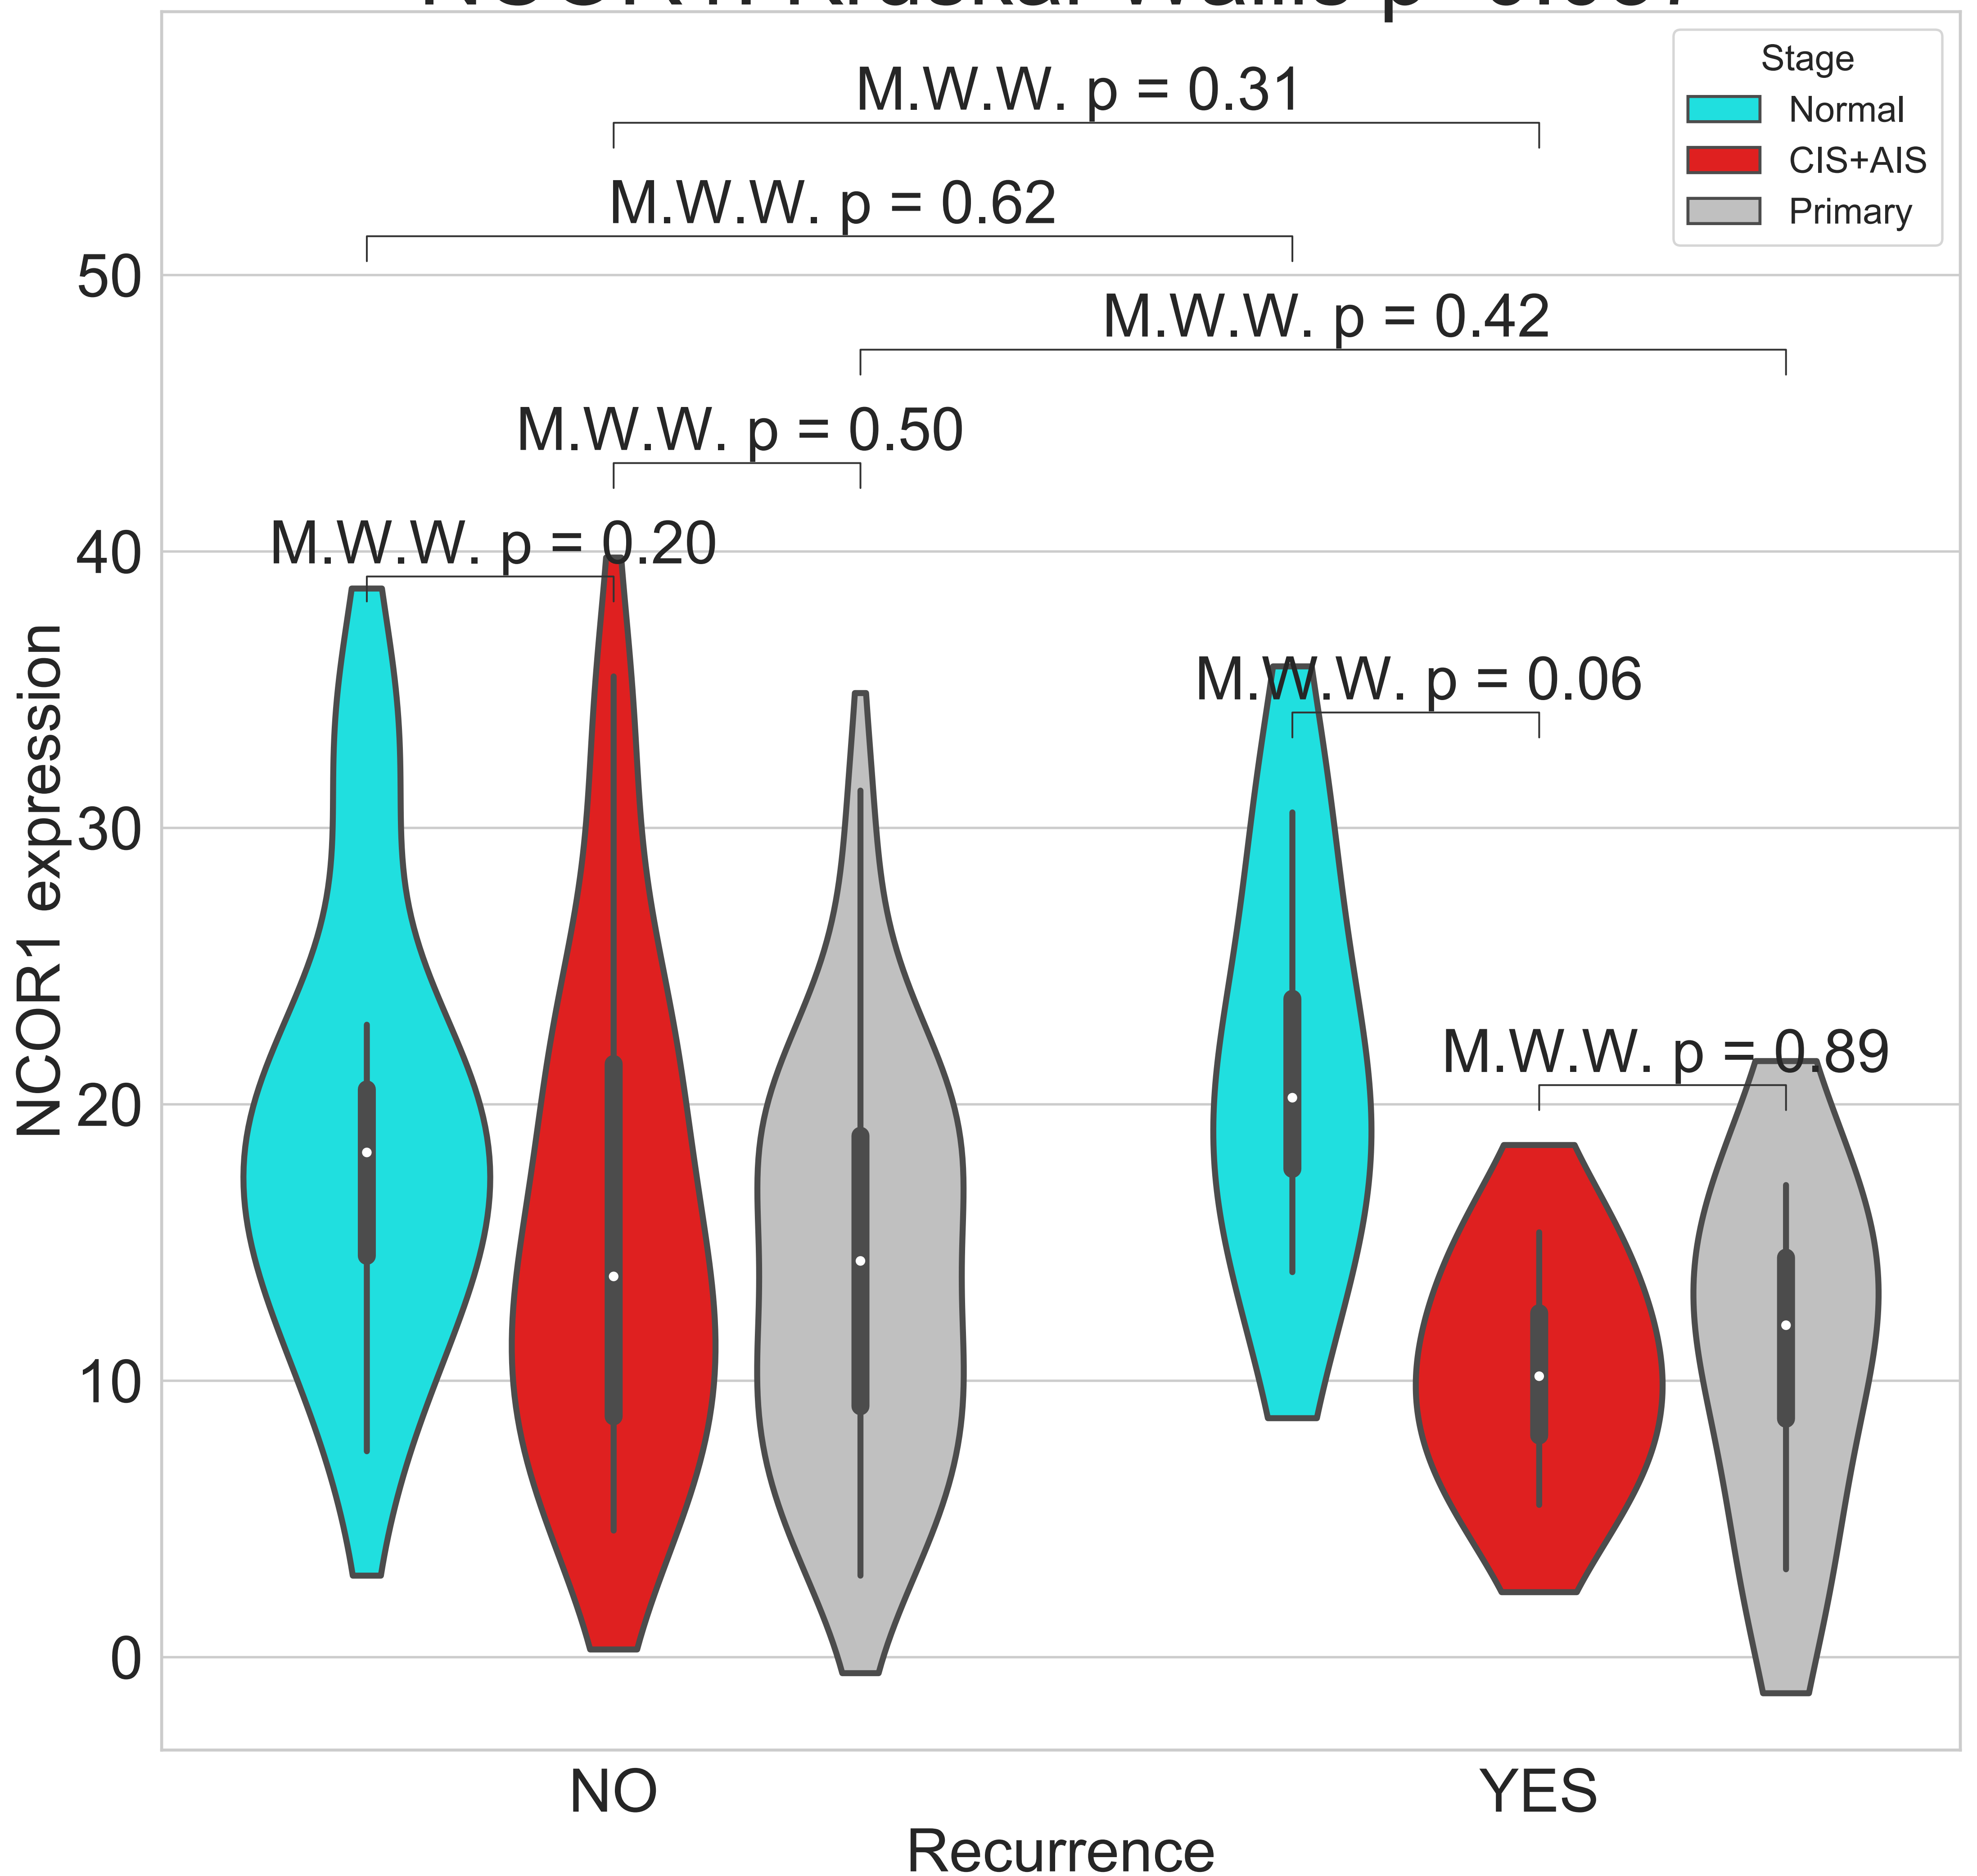 Stage
Normal
CIS+AIS
Primary
M.W.W. p = 0.31
M.W.W. p = 0.62
M.W.W. p = 0.42
M.W.W. p = 0.50
M.W.W. p = 0.20
M.W.W. p = 0.06
M.W.W. p = 0.89
50
40
30
20
10
0
NCOR1 expression
NO
YES
Recurrence